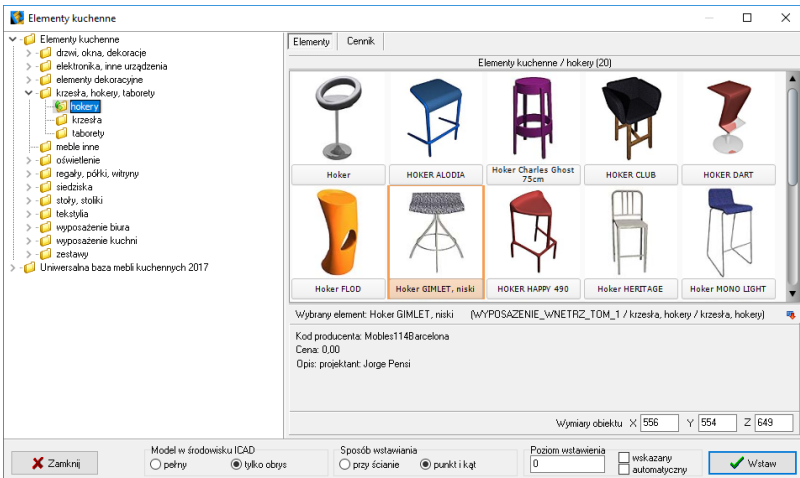 Elementy kuchenne
Elementy kuchenne
drzwi, okna, dekoracje
elektronika, inne urządzenia
elementy dekoracyjne
krzesła, hokery, taborety
hokery
krzesła
taborety
meble inne
oświetlenie
regały, półki, witryny
siedziska
stoły, stoliki
tekstylia
wyposażenie biura
wyposażenie kuchni
zestawy
Uniwersalna baza mebli kuchennych 2017
Elementy Cennik
Elementy kuchenne / hokery (20)
Hoker
HOKER ALODIA
Hoker Charles Ghost
75cm
HOKER CLUB
HOKER DART
Hoker FLOD
Hoker GIMLET, niski
HOKER HAPPY 490
Hoker HERITAGE
Hoker MONO LIGHT
Wybrany element: Hoker GIMLET, niski (WYPOSAZENIE_WNETRZ_TOM_1 / krzesła, hokery / krzesła, hokery)
Kod producenta: Mobles114Barcelona
Cena: 0,00
Opis: projektant: Jorge Pensi
Wymiary obiektu X 556 Y 554 Z 649
Zamknij
Model w środowisku ICAD
pełny tylko obrys
Sposób wstawiania
przy ścianie punkt i kąt
Poziom wstawienia
0
wskazany
automatyczny
Wstaw